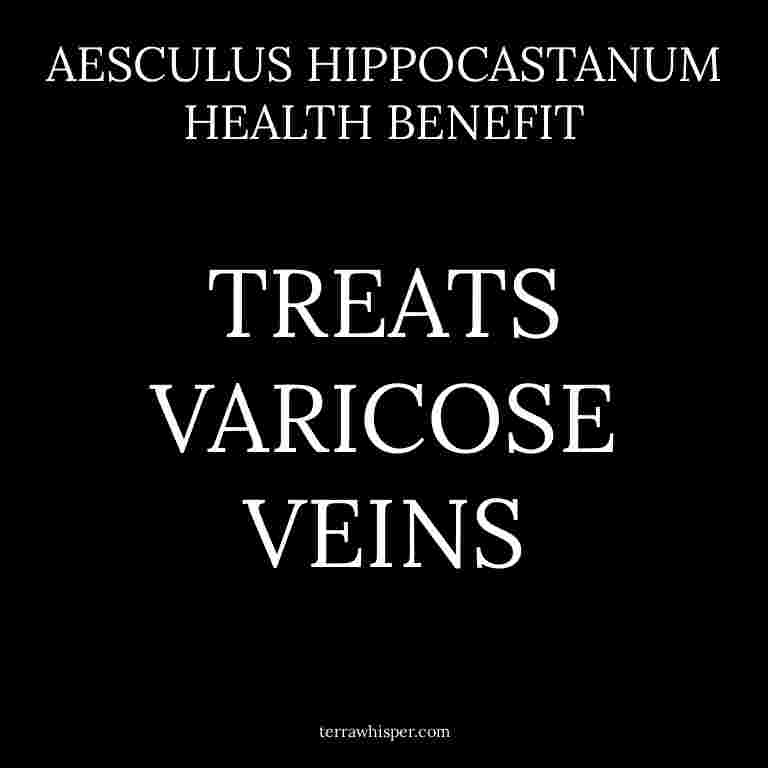 AESCULUS HIPPOCASTANUM
HEALTH BENEFIT
TREATS
VARICOSE
VEINS
terrawhisper.com